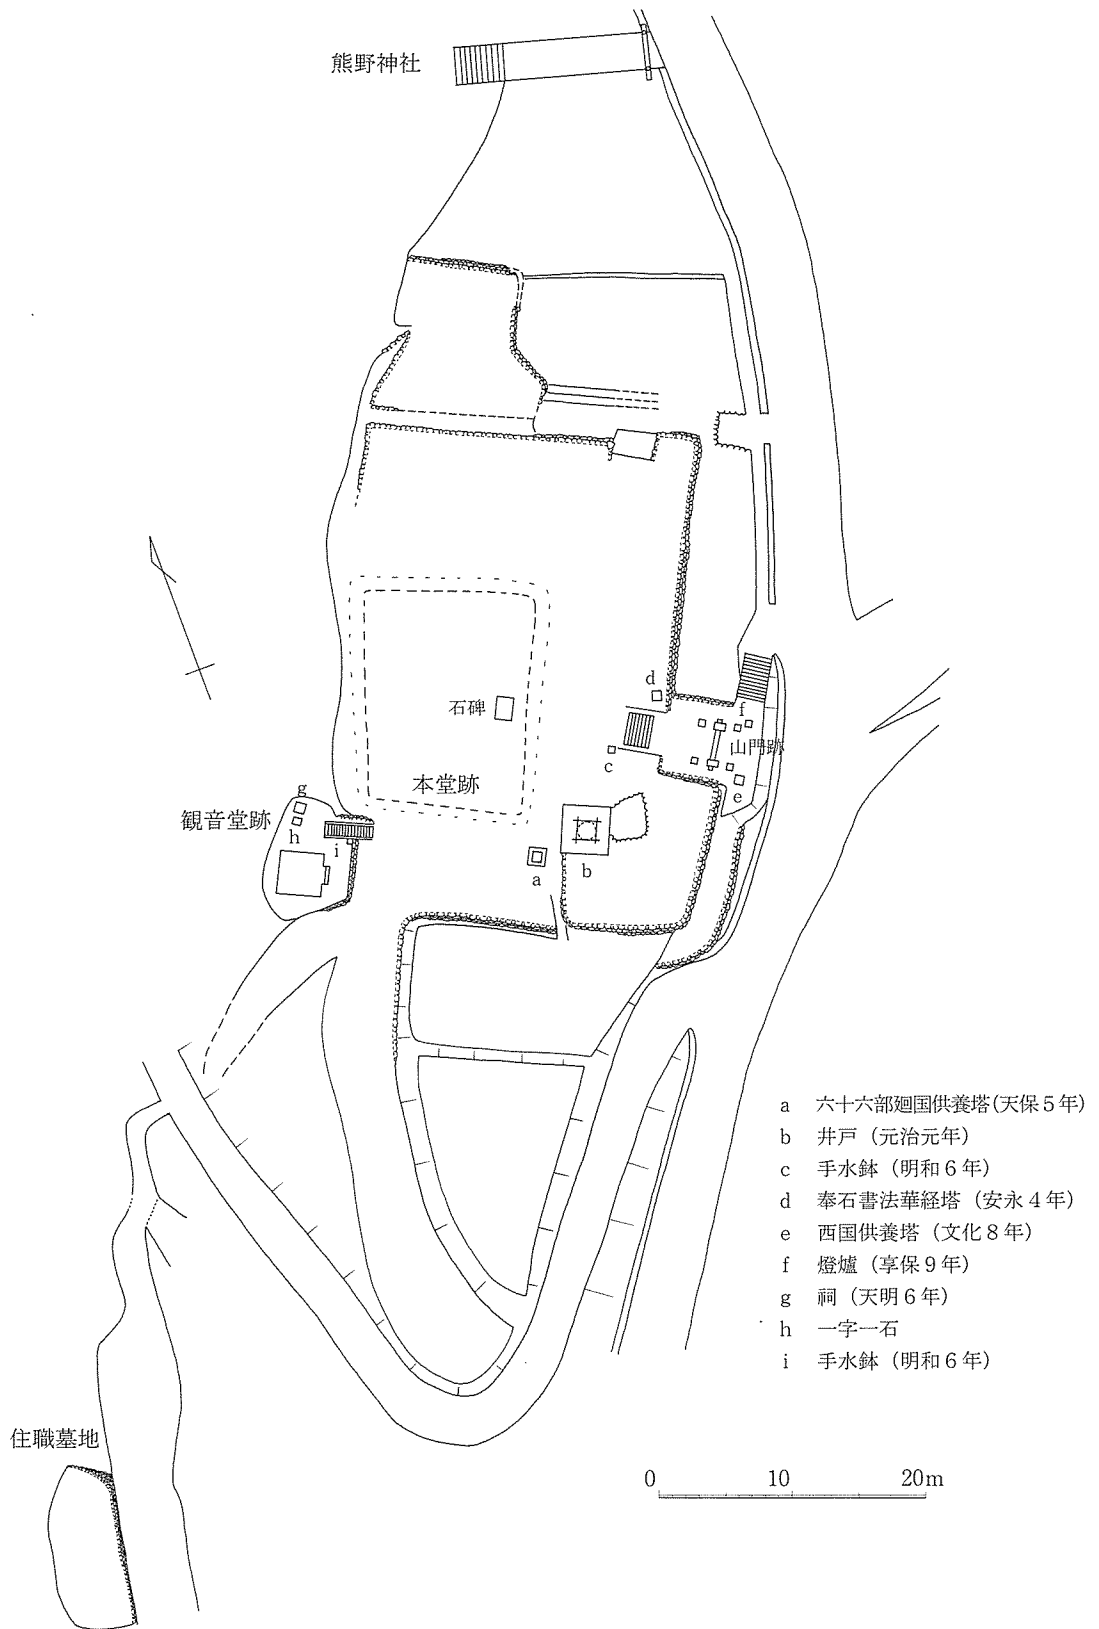 熊野神社
d
石碑
f
山門跡
c
本堂跡
g
e
観音堂跡
h
i
a
b
a 六十六部廻国供養塔(天保5年)
b 井戸(元治元年)
c 手水鉢(明和6年)
d 奉石書法華経塔(安永4年)
e 西国供養塔(文化8年)
f 燈爐(享保9年)
g 祠(天明6年)
h 一字一石
i 手水鉢(明和6年)
住職墓地
0 10 20m